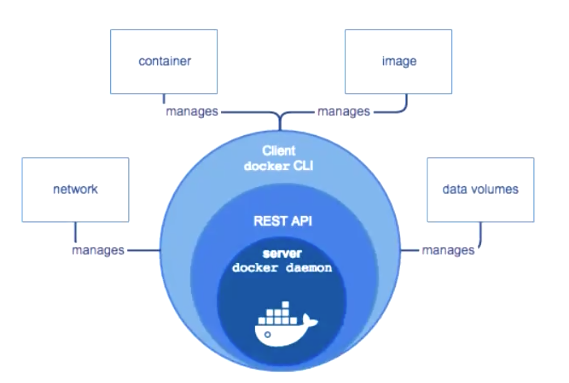 container
image
manages
manages
Client
docker CLI
network
data volumes
REST API
manages
manages
server
docker daemon